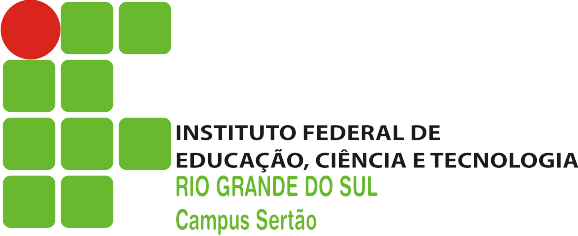 INSTITUTO FEDERAL DE
EDUCAÇÃO, CIÊNCIA E TECNOLOGIA
RIO GRANDE DO SUL
Campus Sertão